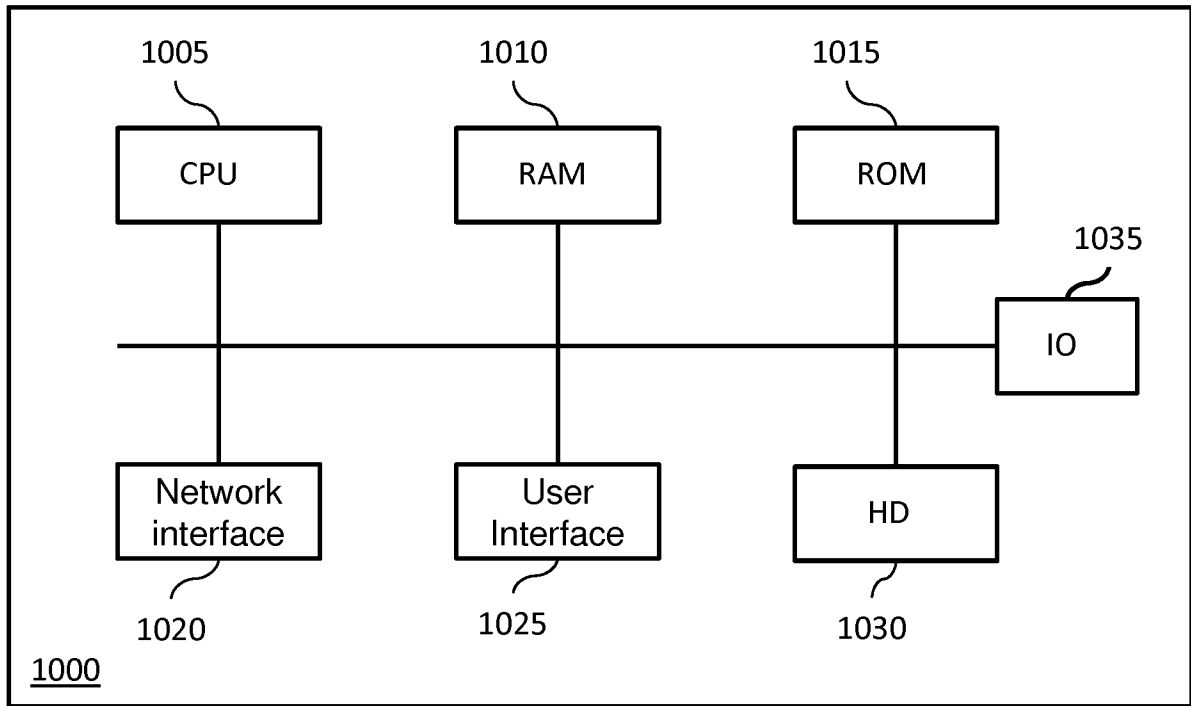 1005
1010
1015
CPU
RAM
ROM
1035
IO
Network
interface
User
Interface
HD
1020
1025
1030
1000